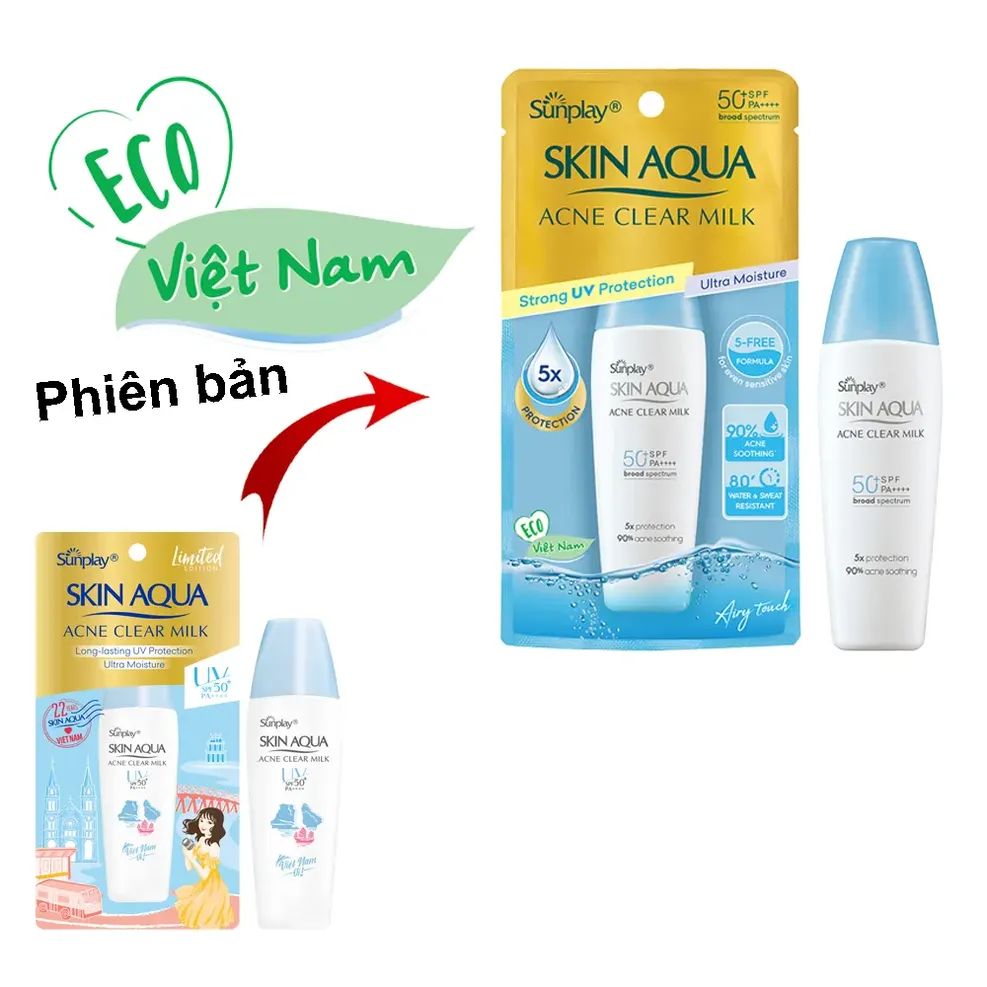 ECO
Việt Nam
Phiên bản
Sunplay®
50+ SPF
PA++++
broad spectrum
SKIN AQUA
ACNE CLEAR MILK
Strong UV Protection
Ultra Moisture
5x
PROTECTION
5-FREE
FORMULA
for even sensitive skin
90%
ACNE
SOOTHING
80'
WATER & SWEAT
RESISTANT
Sunplay®
SKIN AQUA
ACNE CLEAR MILK
50+ SPF
PA++++
broad spectrum
5x protection
90% acne soothing
ECO
Việt Nam
Airy touch
Sunplay®
SKIN AQUA
ACNE CLEAR MILK
50+ SPF
PA++++
broad spectrum
5x protection
90% acne soothing
Sunplay®
Limited
EDITION
SKIN AQUA
ACNE CLEAR MILK
Long-lasting UV Protection
Ultra Moisture
UV
SPF 50+
PA++++
22 YEARS
SKIN AQUA
VIETNAM
Sunplay®
SKIN AQUA
ACNE CLEAR MILK
UV
SPF 50+
PA++++
Việt Nam
Sunplay®
SKIN AQUA
ACNE CLEAR MILK
UV
SPF 50+
PA++++
Việt Nam